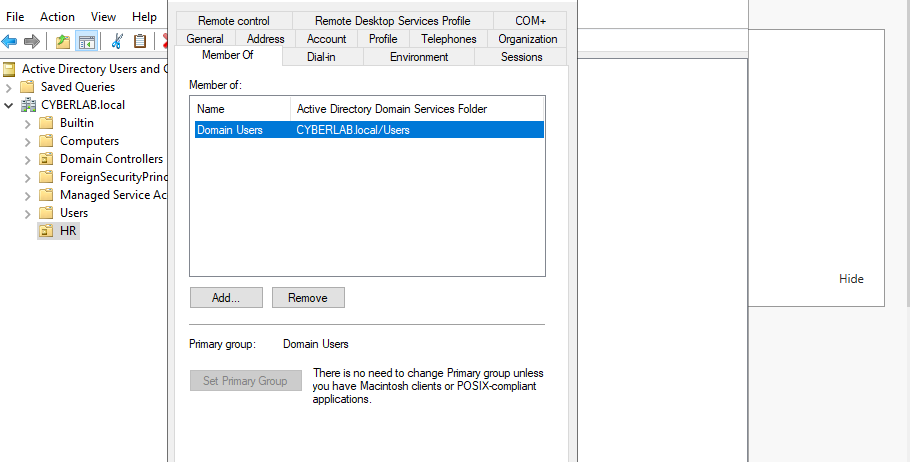 File Action View Help
Active Directory Users and C
Saved Queries
CYBERLAB.local
Builtin
Computers
Domain Controllers
ForeignSecurityPrinc
Managed Service Ac
Users
HR
Remote control Remote Desktop Services Profile COM+
General Address Account Profile Telephones Organization
Member Of Dial-in Environment Sessions
Member of:
Name Active Directory Domain Services Folder
Domain Users CYBERLAB.local/Users
Add... Remove
Primary group: Domain Users
Set Primary Group
There is no need to change Primary group unless
you have Macintosh clients or POSIX-compliant
applications.
Hide